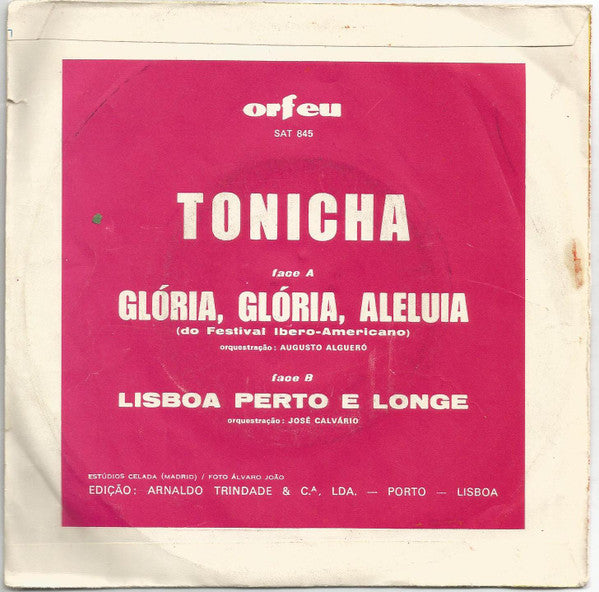 orfeu
SAT 845
TONICHA
face A
GLÓRIA, GLÓRIA, ALELUIA
(do Festival Ibero-Americano)
orquestração: AUGUSTO ALGUERÓ
face B
LISBOA PERTO E LONGE
orquestração: JOSÉ CALVÁRIO
ESTÚDIOS CELADA (MADRID) / FOTO ÁLVARO JOÃO
EDIÇÃO: ARNALDO TRINDADE & C.ᴬ, LDA. — PORTO — LISBOA